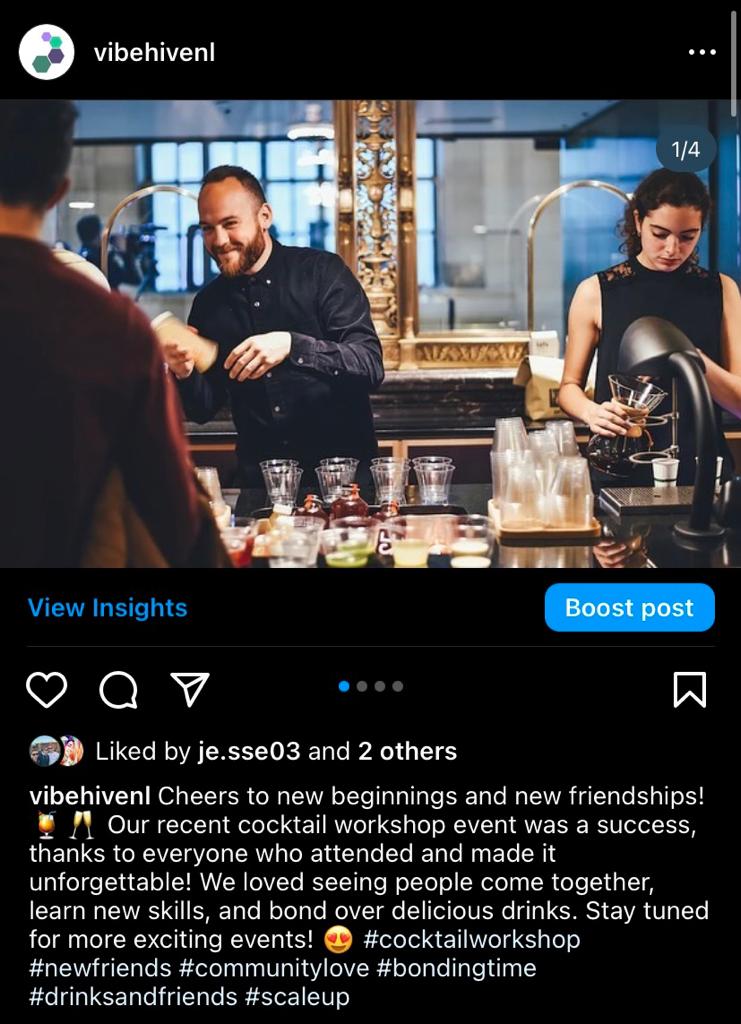 vibehivenl
1/4
View Insights
Boost post
Liked by je.sse03 and 2 others
vibehivenl Cheers to new beginnings and new friendships!
🍹🥂 Our recent cocktail workshop event was a success,
thanks to everyone who attended and made it
unforgettable! We loved seeing people come together,
learn new skills, and bond over delicious drinks. Stay tuned
for more exciting events! 😍 #cocktailworkshop
#newfriends #communitylove #bondingtime
#drinksandfriends #scaleup